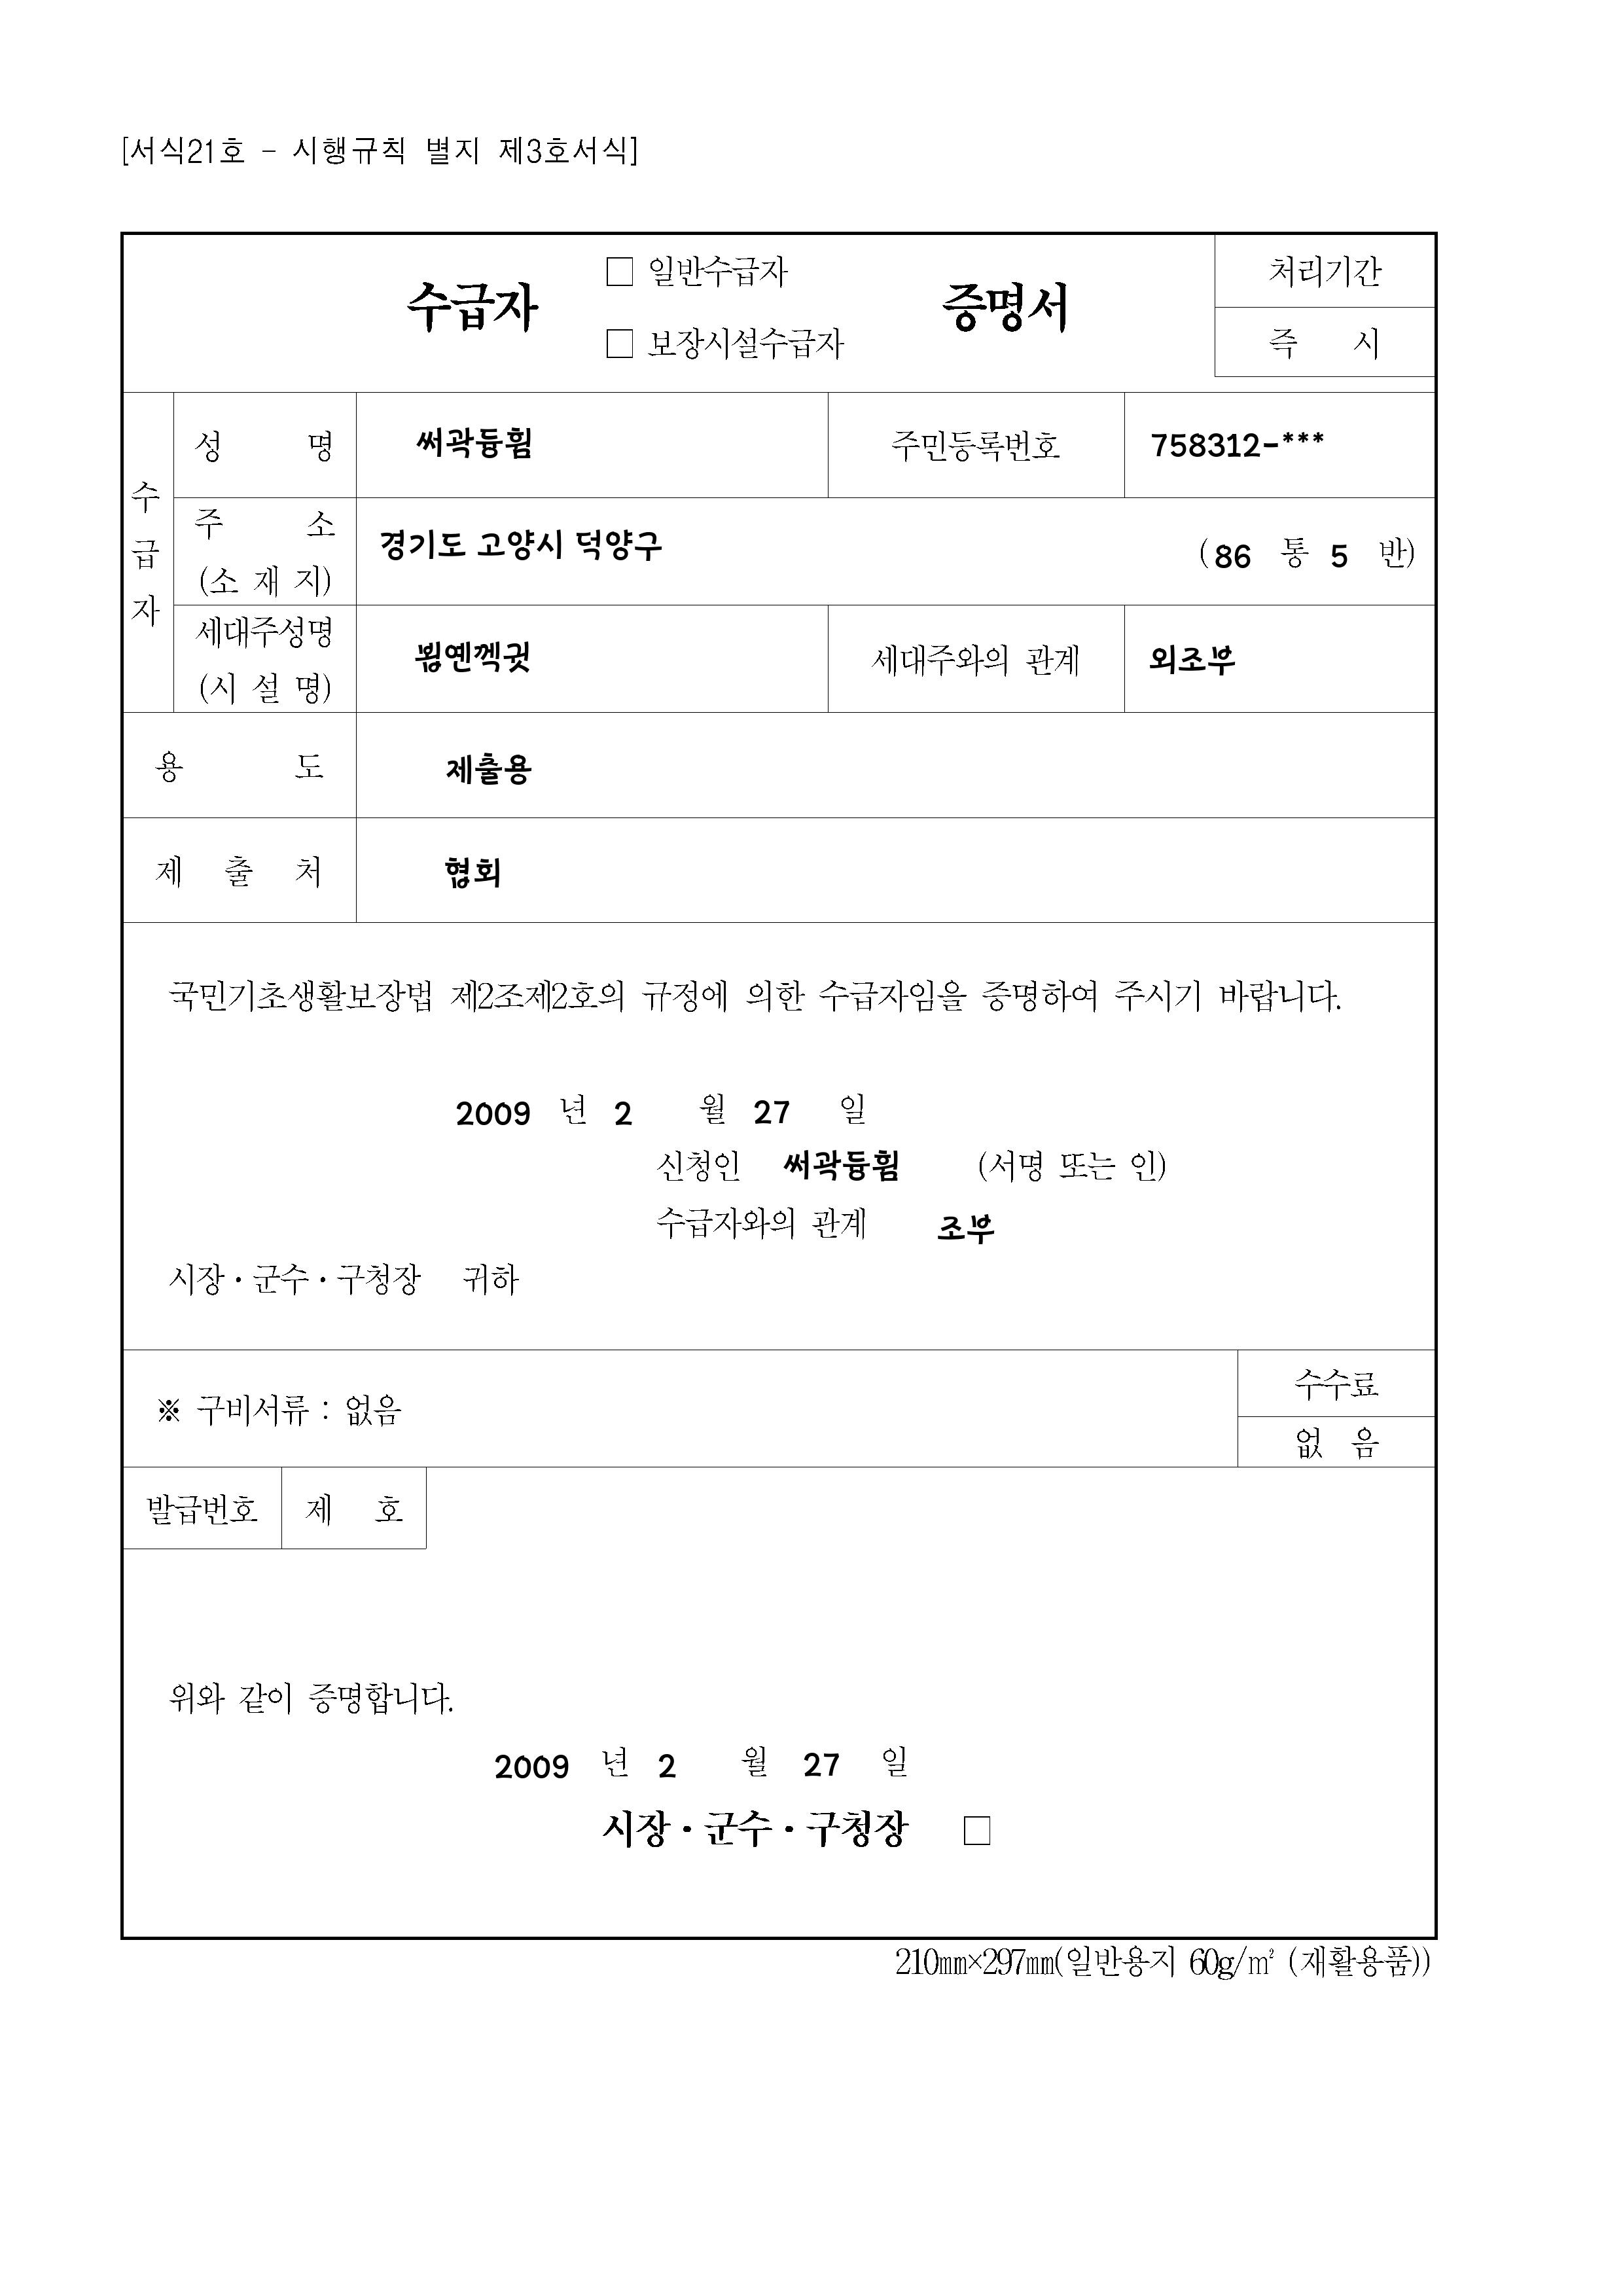 [서식21호 - 시행규칙 별지 제3호서식]
수급자 □ 일반수급자 □ 보장시설수급자 증명서
처리기간
즉 시
수급자
성 명 써곽듕휨 주민등록번호 758312-***
주 소 (소 재 지) 경기도 고양시 덕양구 (86 통 5 반)
세대주성명 (시 설 명) 뷤옌껙귖 세대주와의 관계 외조부
용 도 제출용
제 출 처 협회
국민기초생활보장법 제2조제2호의 규정에 의한 수급자임을 증명하여 주시기 바랍니다.
2009 년 2 월 27 일
신청인 써곽듕휨 (서명 또는 인)
수급자와의 관계 조부
시장·군수·구청장 귀하
※ 구비서류 : 없음
수수료
없 음
발급번호 제 호
위와 같이 증명합니다.
2009 년 2 월 27 일
시장·군수·구청장 □
210㎜×297㎜(일반용지 60g/㎡ (재활용품))